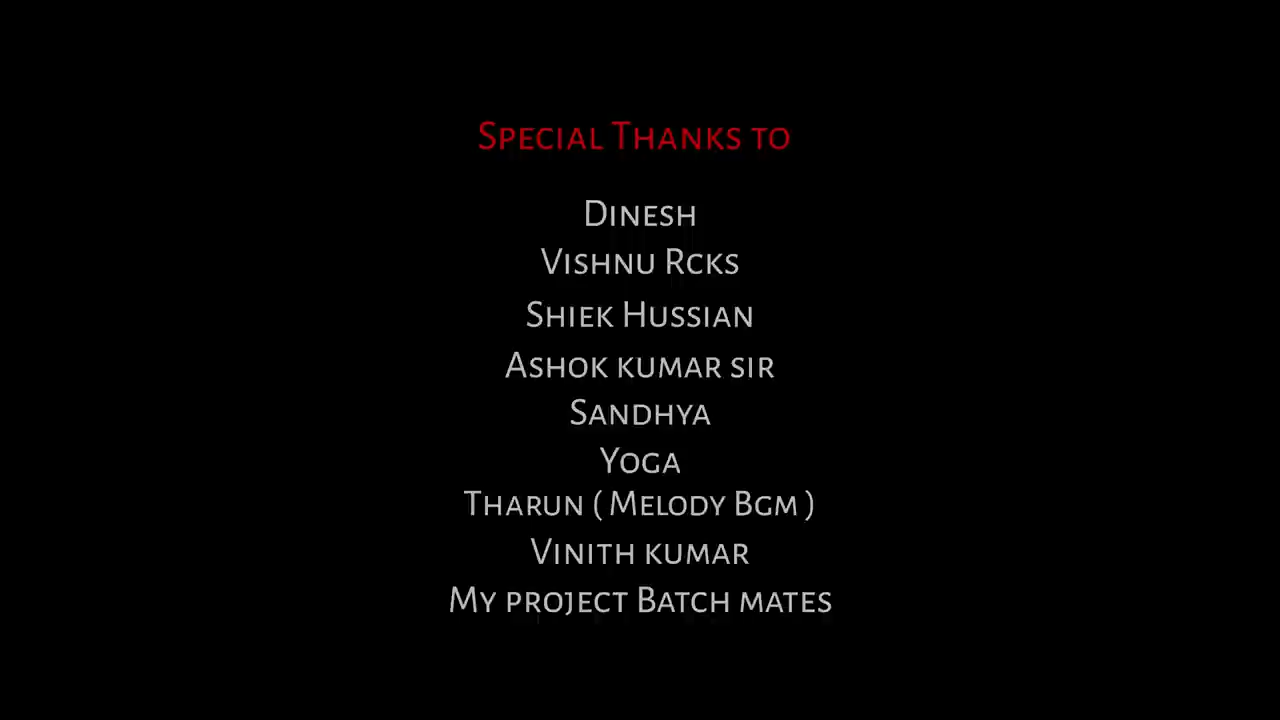 Special Thanks to
Dinesh
Vishnu Rcks
Shiek Hussian
Ashok kumar sir
Sandhya
Yoga
Tharun ( Melody Bgm )
Vinith kumar
My project Batch mates